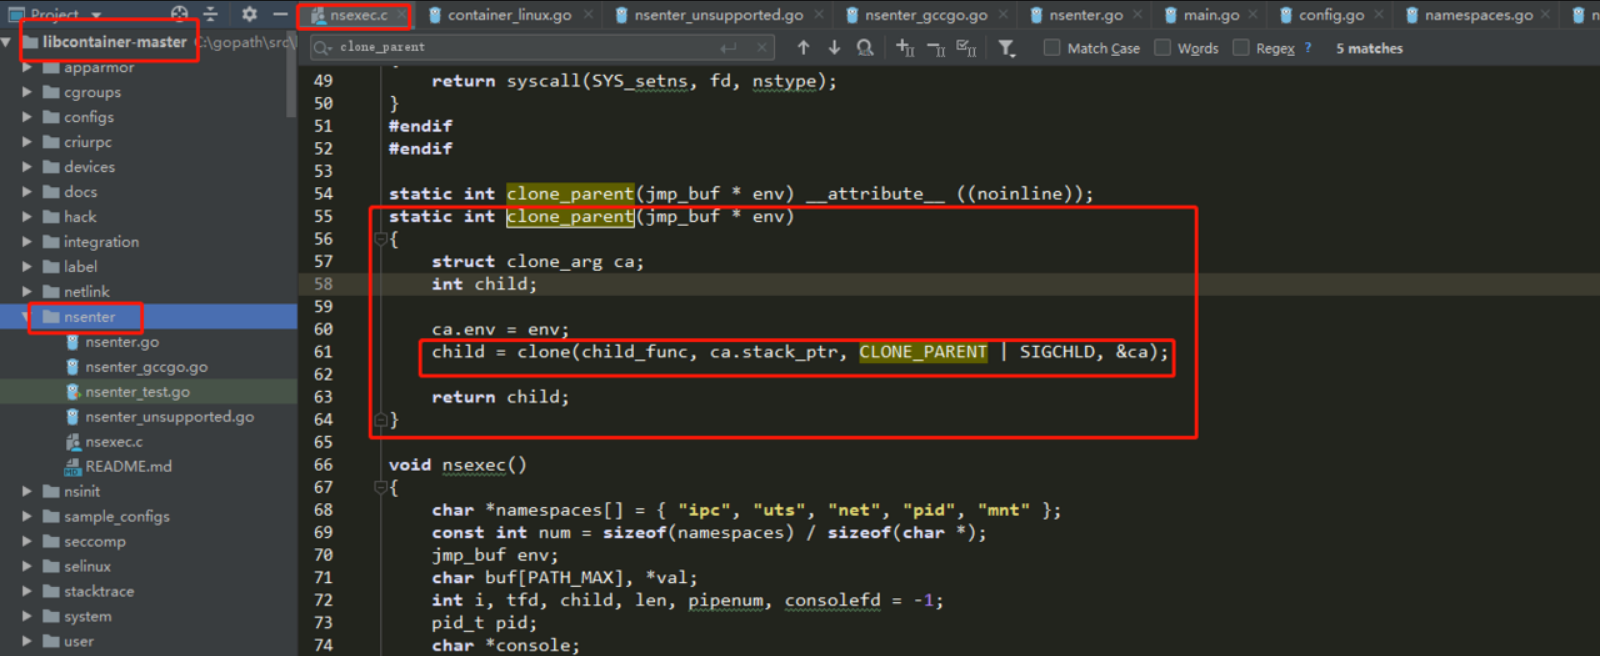 Project
nsexec.c
container_linux.go
nsenter_unsupported.go
nsenter_gccgo.go
nsenter.go
main.go
config.go
namespaces.go
libcontainer-master C:\gopath\src\
apparmor
cgroups
configs
criurpc
devices
docs
hack
integration
label
netlink
nsenter
nsenter.go
nsenter_gccgo.go
nsenter_test.go
nsenter_unsupported.go
nsexec.c
README.md
nsinit
sample_configs
seccomp
selinux
stacktrace
system
user
clone_parent
Match Case
Words
Regex ?
5 matches
49 return syscall(SYS_setns, fd, nstype);
50 }
51 #endif
52 #endif
53
54 static int clone_parent(jmp_buf * env) __attribute__ ((noinline));
55 static int clone_parent(jmp_buf * env)
56 {
57 struct clone_arg ca;
58 int child;
59
60 ca.env = env;
61 child = clone(child_func, ca.stack_ptr, CLONE_PARENT | SIGCHLD, &ca);
62
63 return child;
64 }
65
66 void nsexec()
67 {
68 char *namespaces[] = { "ipc", "uts", "net", "pid", "mnt" };
69 const int num = sizeof(namespaces) / sizeof(char *);
70 jmp_buf env;
71 char buf[PATH_MAX], *val;
72 int i, tfd, child, len, pipenum, consolefd = -1;
73 pid_t pid;
74 char *console;